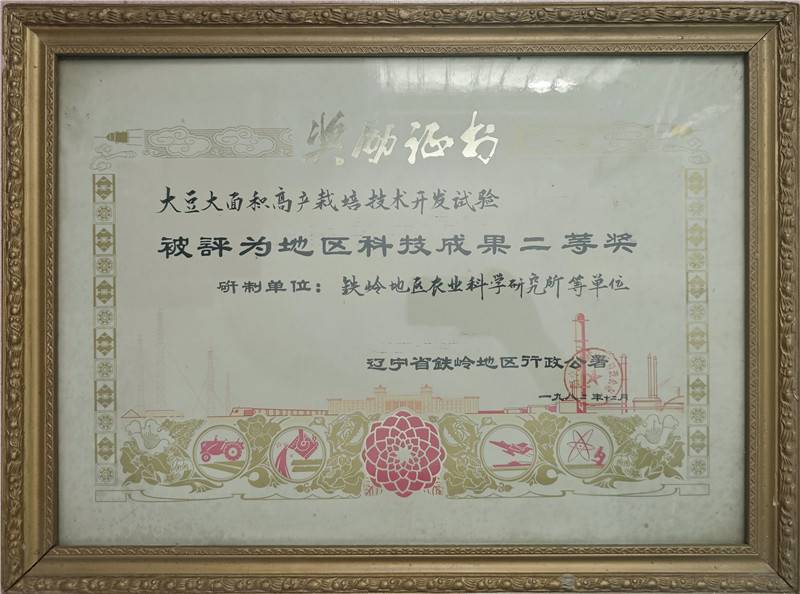 奖励证书
大豆大面积高产栽培技术开发试验
被評为地区科技成果二等奖
研制单位：铁岭地区农业科学研究所等单位
辽宁省鉄岭地区行政公署
一九八二年十二月